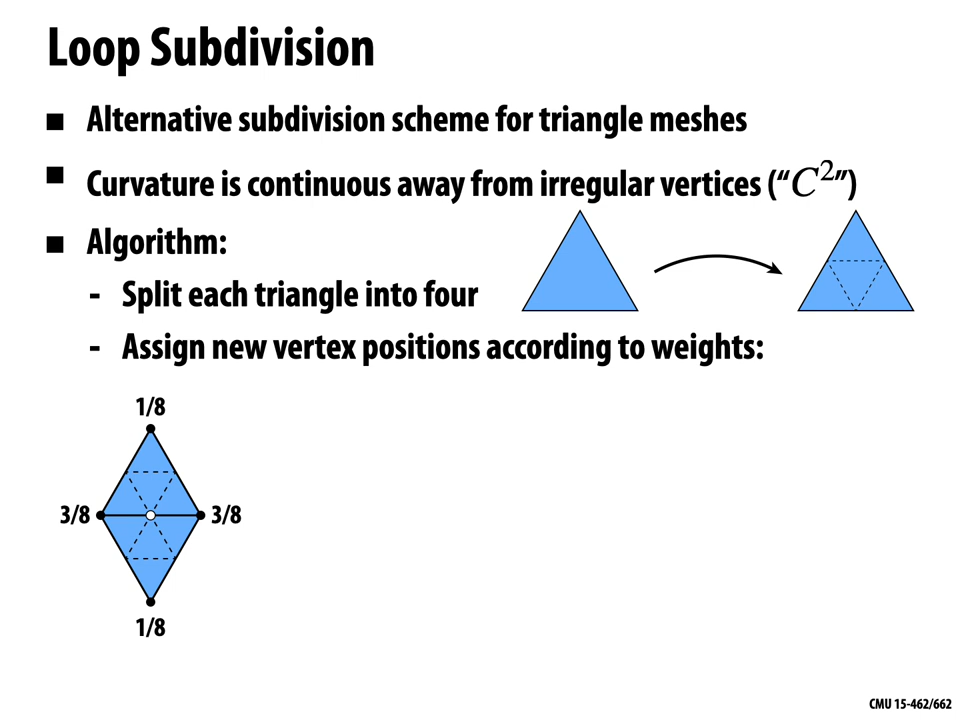 Loop Subdivision
■ Alternative subdivision scheme for triangle meshes
■ Curvature is continuous away from irregular vertices (“C²”)
■ Algorithm:
- Split each triangle into four
- Assign new vertex positions according to weights:
1/8
3/8 3/8
1/8
CMU 15-462/662